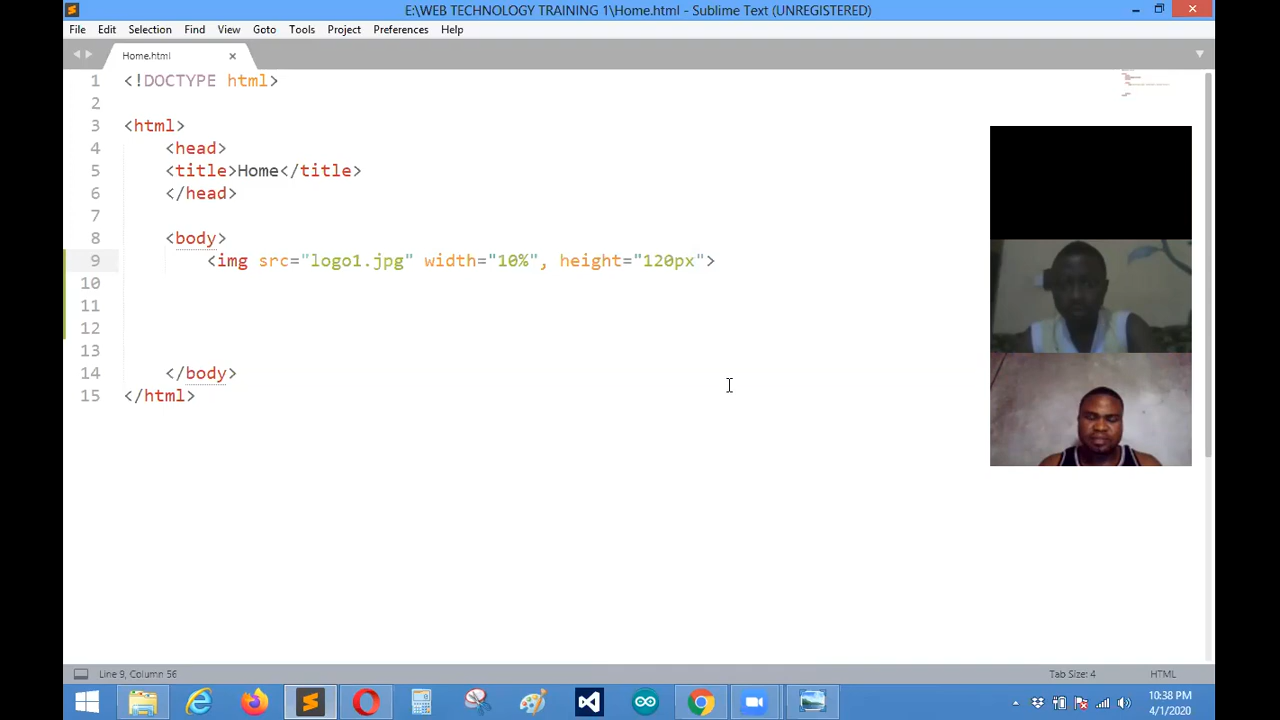 E:\WEB TECHNOLOGY TRAINING 1\Home.html - Sublime Text (UNREGISTERED)
File Edit Selection Find View Goto Tools Project Preferences Help
Home.html
1 <!DOCTYPE html>
2
3 <html>
4 <head>
5 <title>Home</title>
6 </head>
7
8 <body>
9 <img src="logo1.jpg" width="10%", height="120px">
10
11
12
13
14 </body>
15 </html>
Line 9, Column 56 Tab Size: 4 HTML
10:38 PM
4/1/2020